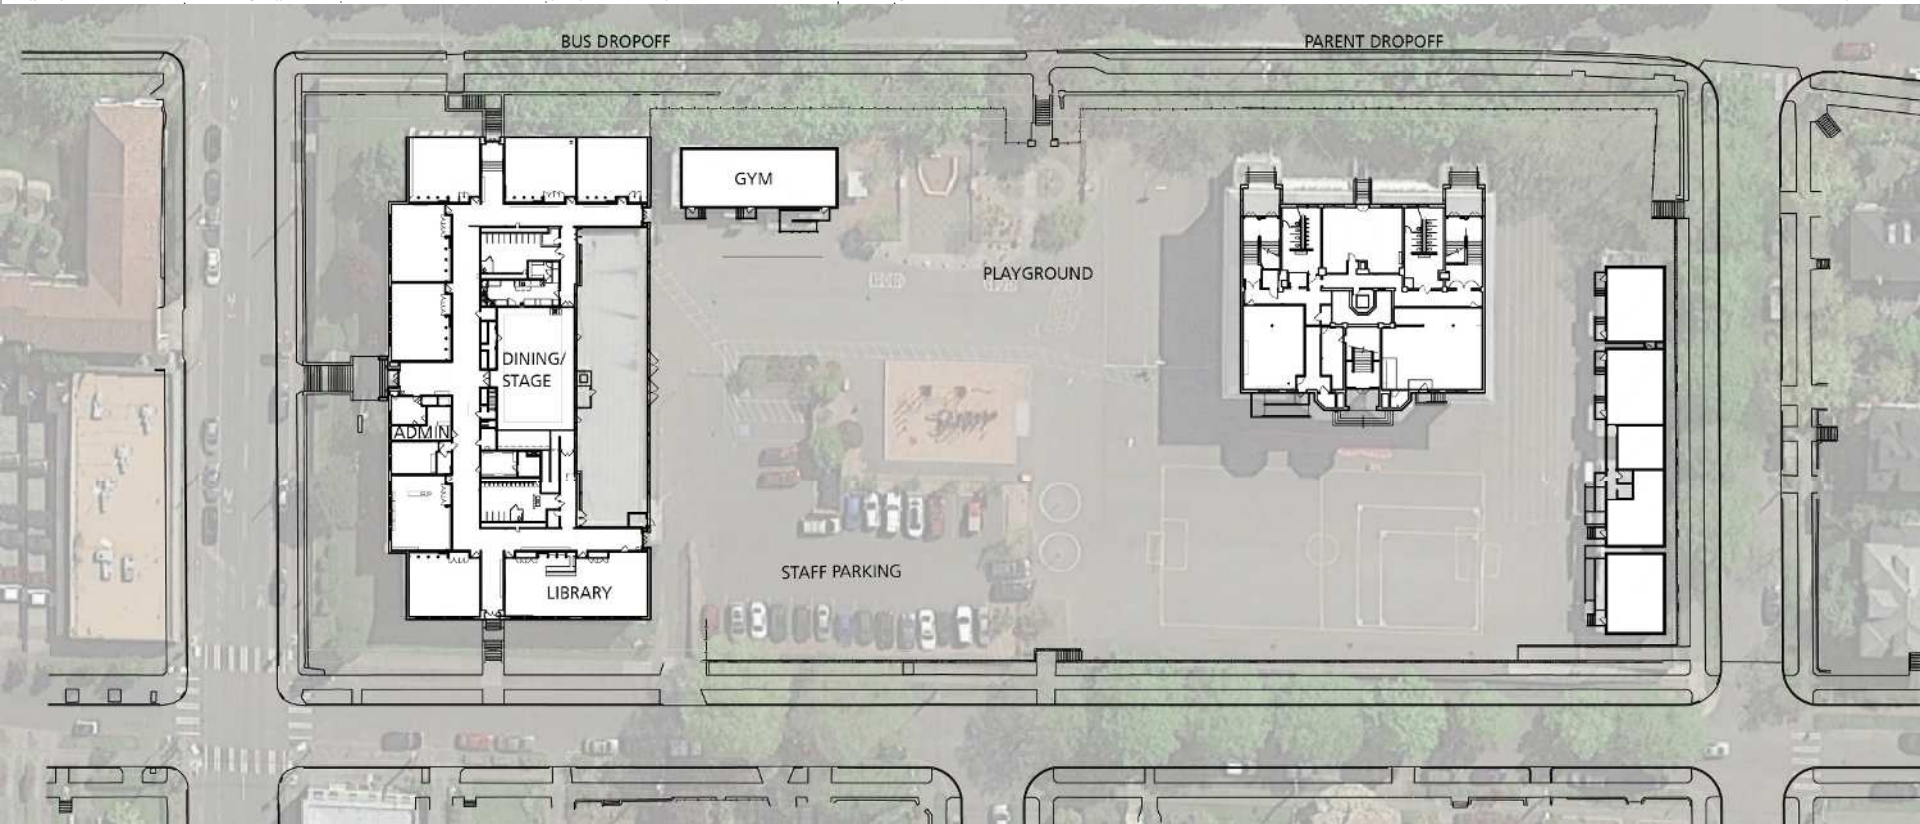 BUS DROPOFF
PARENT DROPOFF
GYM
PLAYGROUND
DINING/
STAGE
ADMIN
STAFF PARKING
LIBRARY